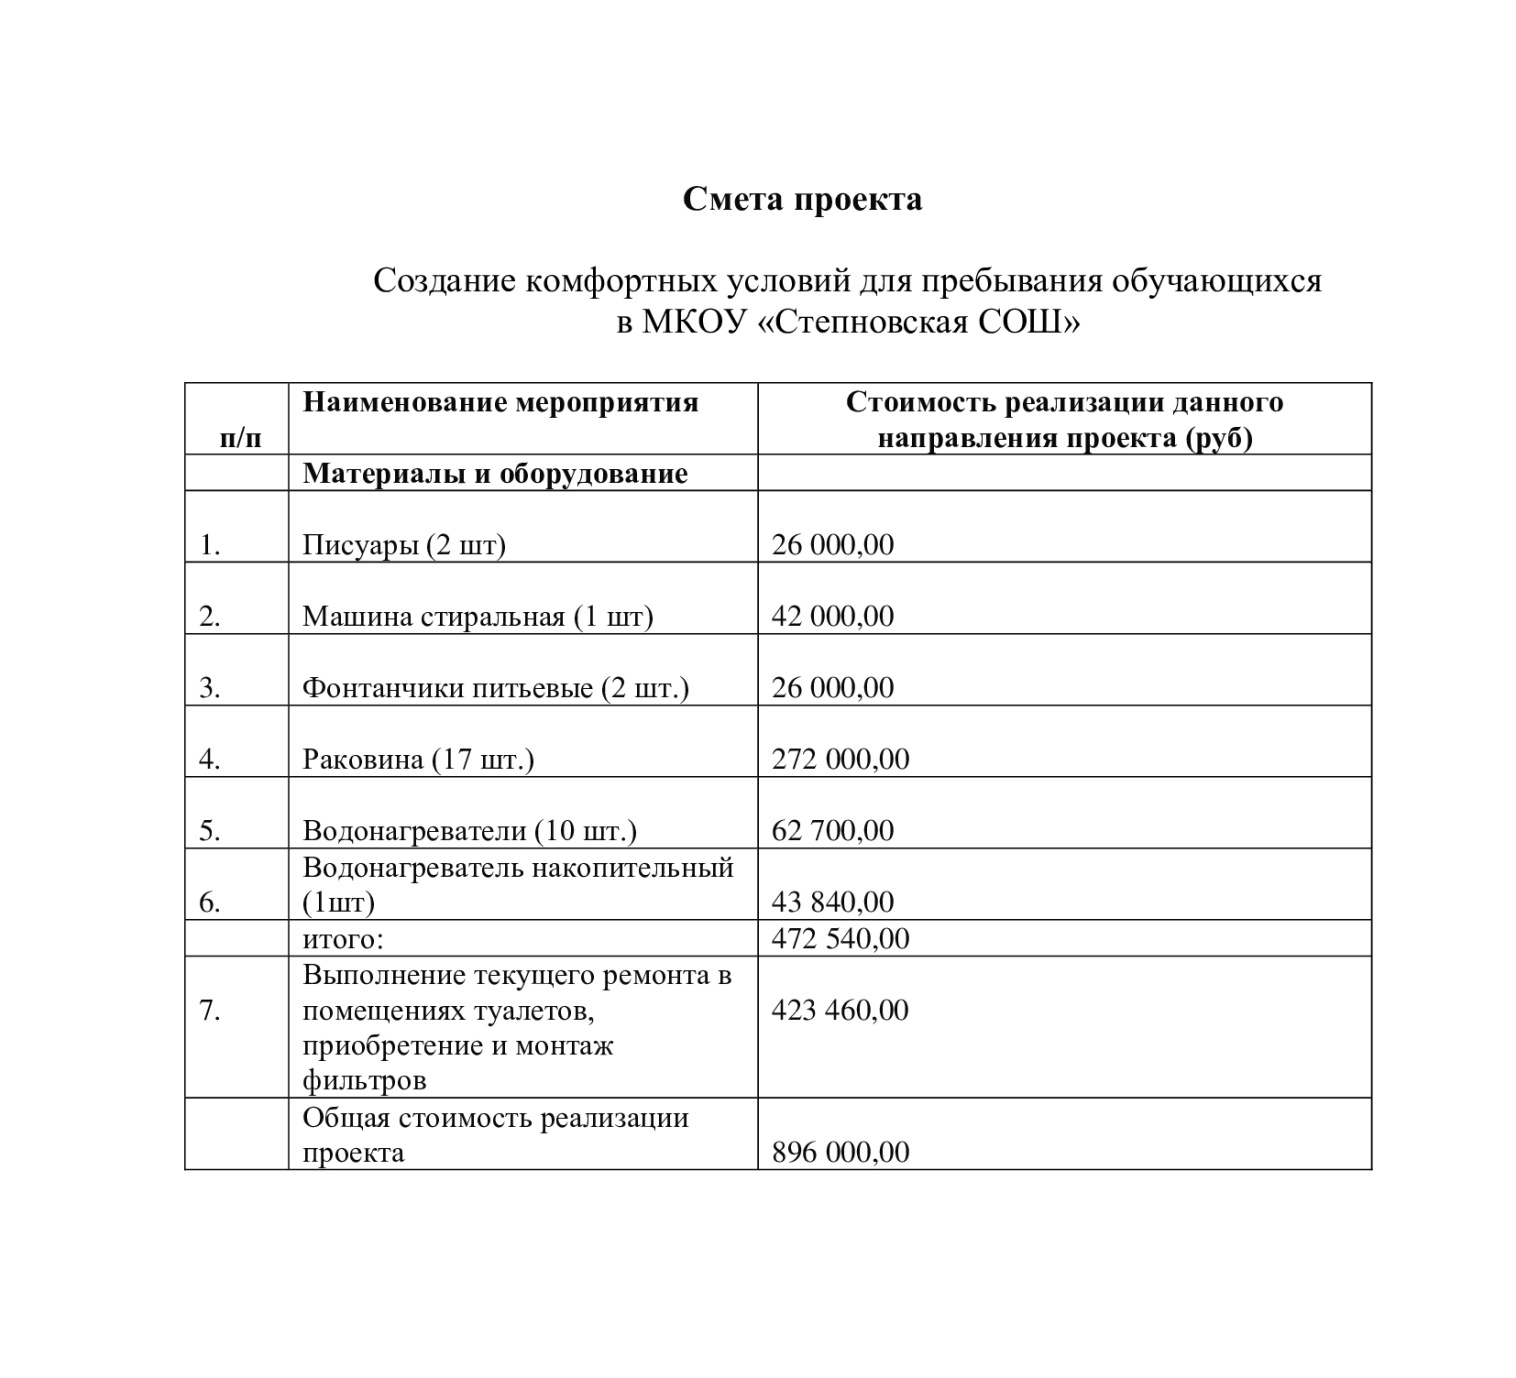 Смета проекта
Создание комфортных условий для пребывания обучающихся
в МКОУ «Степновская СОШ»
п/п
Наименование мероприятия
Стоимость реализации данного
направления проекта (руб)
Материалы и оборудование
1.
Писуары (2 шт)
26 000,00
2.
Машина стиральная (1 шт)
42 000,00
3.
Фонтанчики питьевые (2 шт.)
26 000,00
4.
Раковина (17 шт.)
272 000,00
5.
Водонагреватели (10 шт.)
62 700,00
6.
Водонагреватель накопительный
(1шт)
43 840,00
итого:
472 540,00
7.
Выполнение текущего ремонта в
помещениях туалетов,
приобретение и монтаж
фильтров
423 460,00
Общая стоимость реализации
проекта
896 000,00